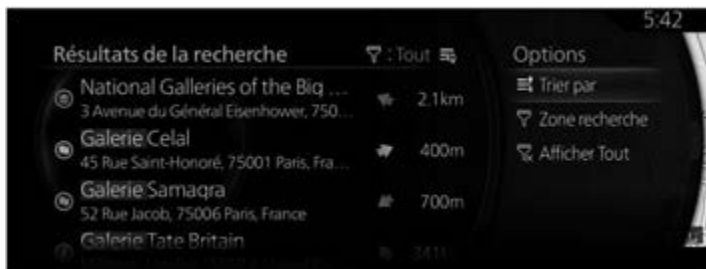 5:42
Résultats de la recherche
: Tout
Options
National Galleries of the Big ...
3 Avenue du Général Eisenhower, 750...
2.1km
Galerie Celal
45 Rue Saint-Honoré, 75001 Paris, Fra...
400m
Galerie Samagra
52 Rue Jacob, 75006 Paris, France
700m
Galerie Tate Britain
Trier par
Zone recherche
Afficher Tout